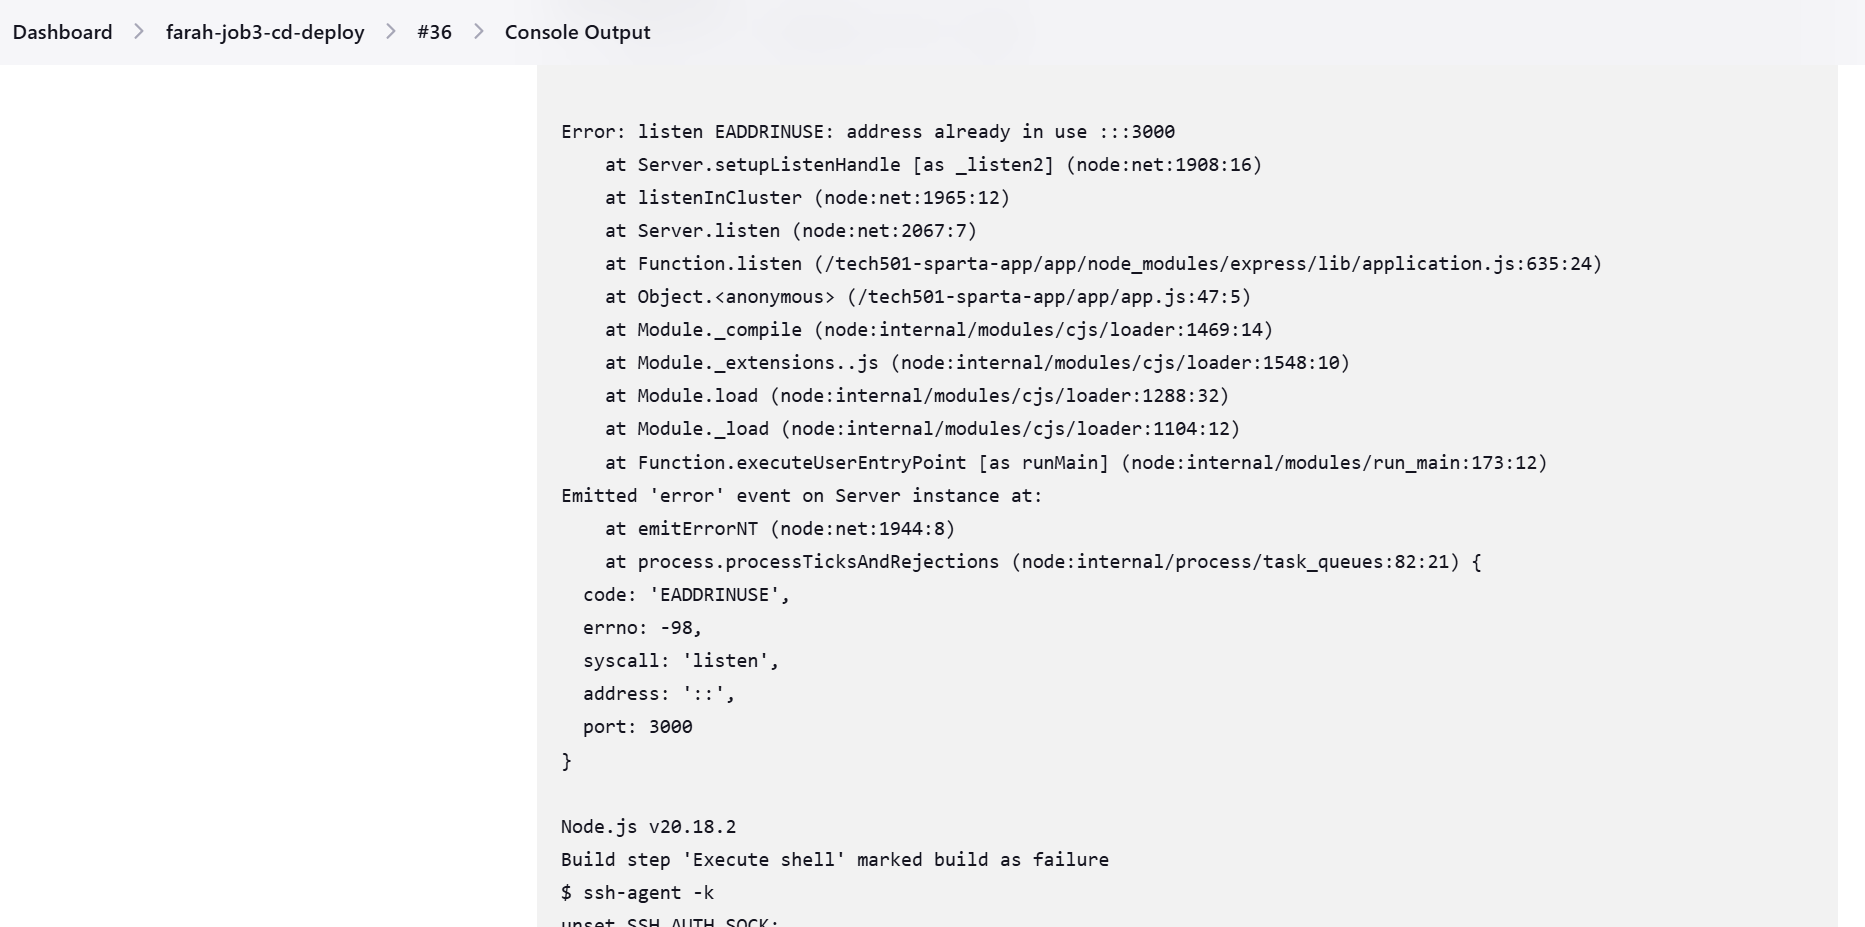 Dashboard > farah-job3-cd-deploy > #36 > Console Output
Error: listen EADDRINUSE: address already in use :::3000
    at Server.setupListenHandle [as _listen2] (node:net:1908:16)
    at listenInCluster (node:net:1965:12)
    at Server.listen (node:net:2067:7)
    at Function.listen (/tech501-sparta-app/app/node_modules/express/lib/application.js:635:24)
    at Object.<anonymous> (/tech501-sparta-app/app/app.js:47:5)
    at Module._compile (node:internal/modules/cjs/loader:1469:14)
    at Module._extensions..js (node:internal/modules/cjs/loader:1548:10)
    at Module.load (node:internal/modules/cjs/loader:1288:32)
    at Module._load (node:internal/modules/cjs/loader:1104:12)
    at Function.executeUserEntryPoint [as runMain] (node:internal/modules/run_main:173:12)
Emitted 'error' event on Server instance at:
    at emitErrorNT (node:net:1944:8)
    at process.processTicksAndRejections (node:internal/process/task_queues:82:21) {
  code: 'EADDRINUSE',
  errno: -98,
  syscall: 'listen',
  address: '::',
  port: 3000
}
Node.js v20.18.2
Build step 'Execute shell' marked build as failure
$ ssh-agent -k
unset SSH_AUTH_SOCK;